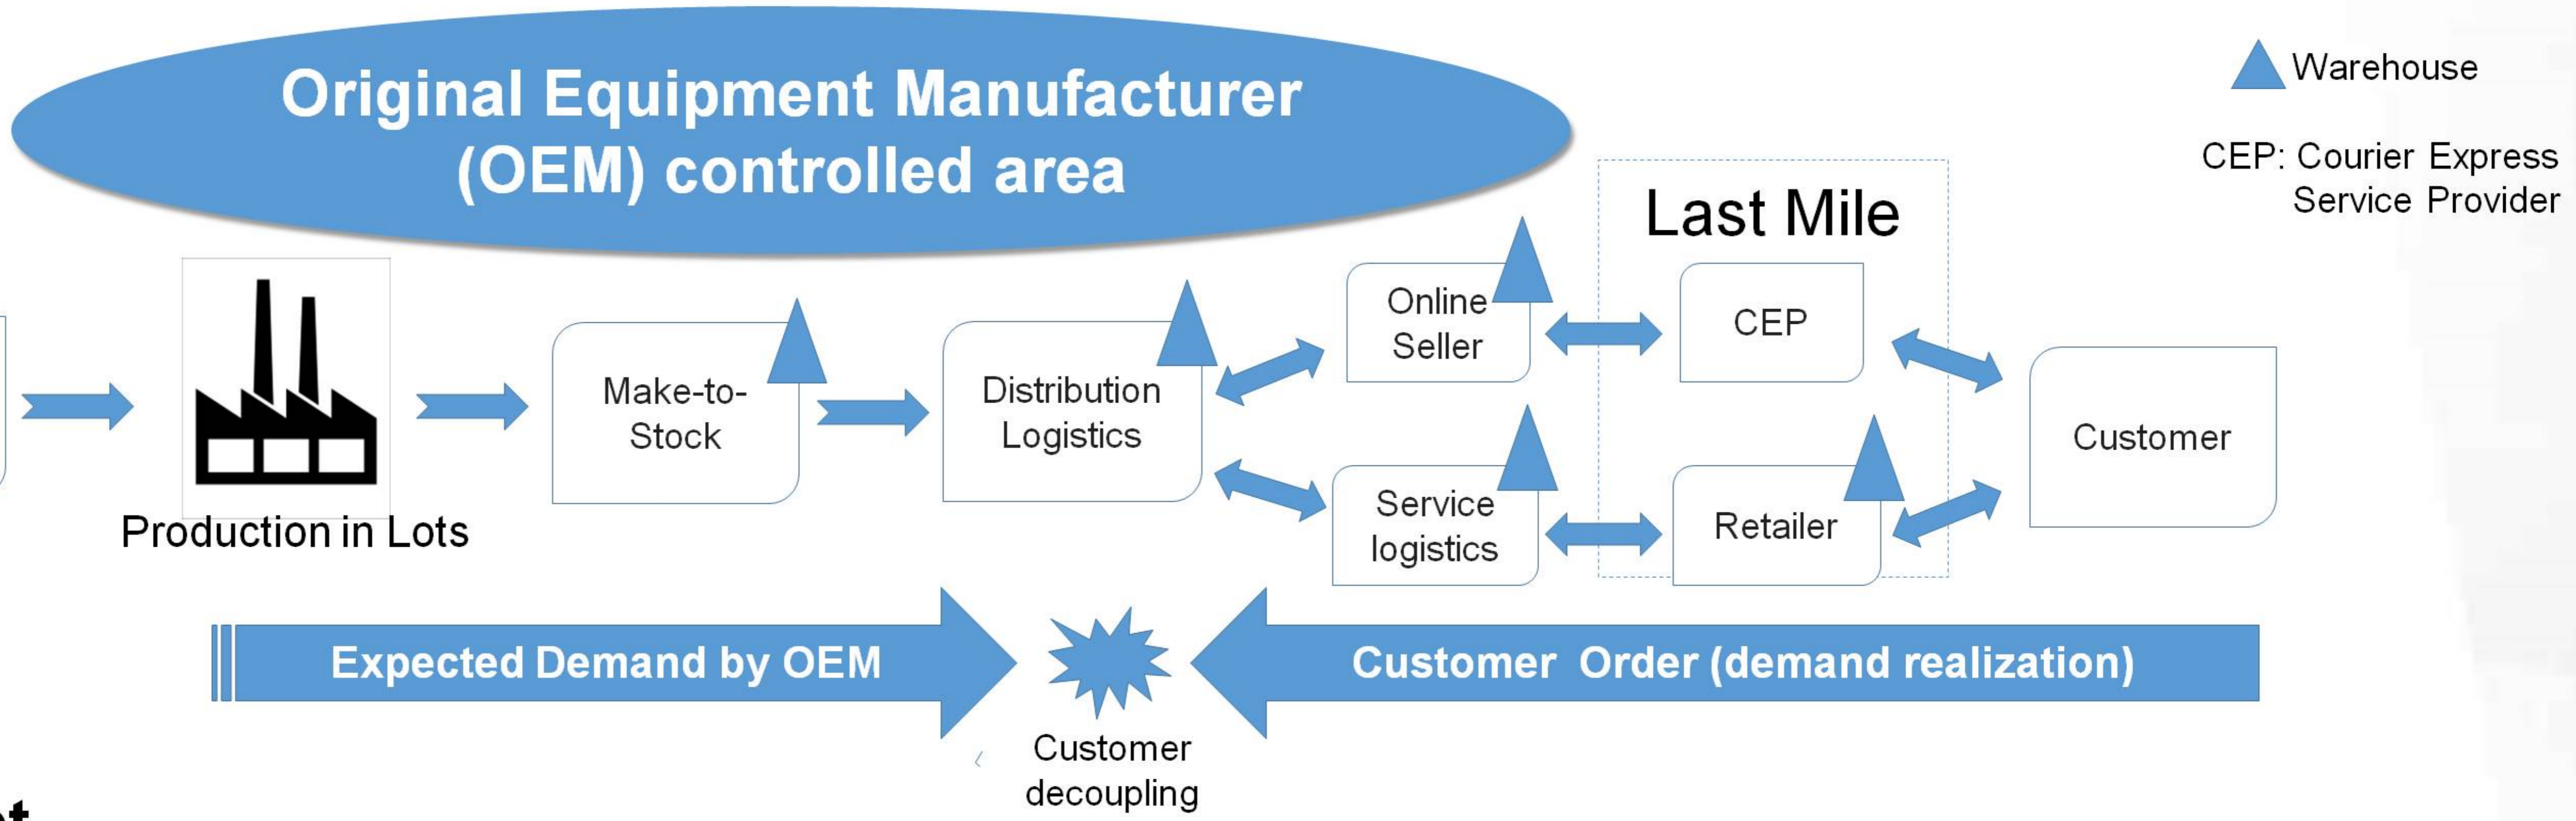 Original Equipment Manufacturer
(OEM) controlled area
Warehouse
CEP: Courier Express
Service Provider
Last Mile
Production in Lots
Make-to-
Stock
Distribution
Logistics
Online
Seller
CEP
Service
logistics
Retailer
Customer
Expected Demand by OEM
Customer Order (demand realization)
Customer
decoupling